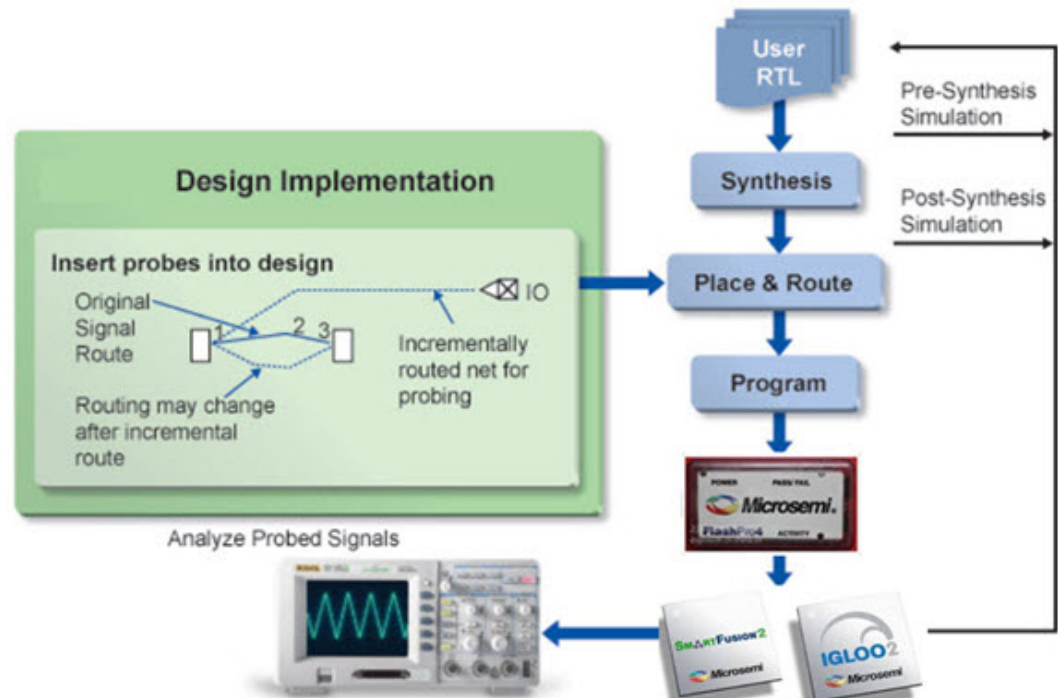 User
RTL
Pre-Synthesis
Simulation
Synthesis
Post-Synthesis
Simulation
Design Implementation
Insert probes into design
Original
Signal
Route
1
2
3
IO
Incrementally
routed net for
probing
Routing may change
after incremental
route
Place & Route
Program
POWER
PASS/FAIL
Microsemi
FlashPro4
ACTIVITY
Analyze Probed Signals
SMARTFUSION2
Microsemi
IGLOO2
Microsemi